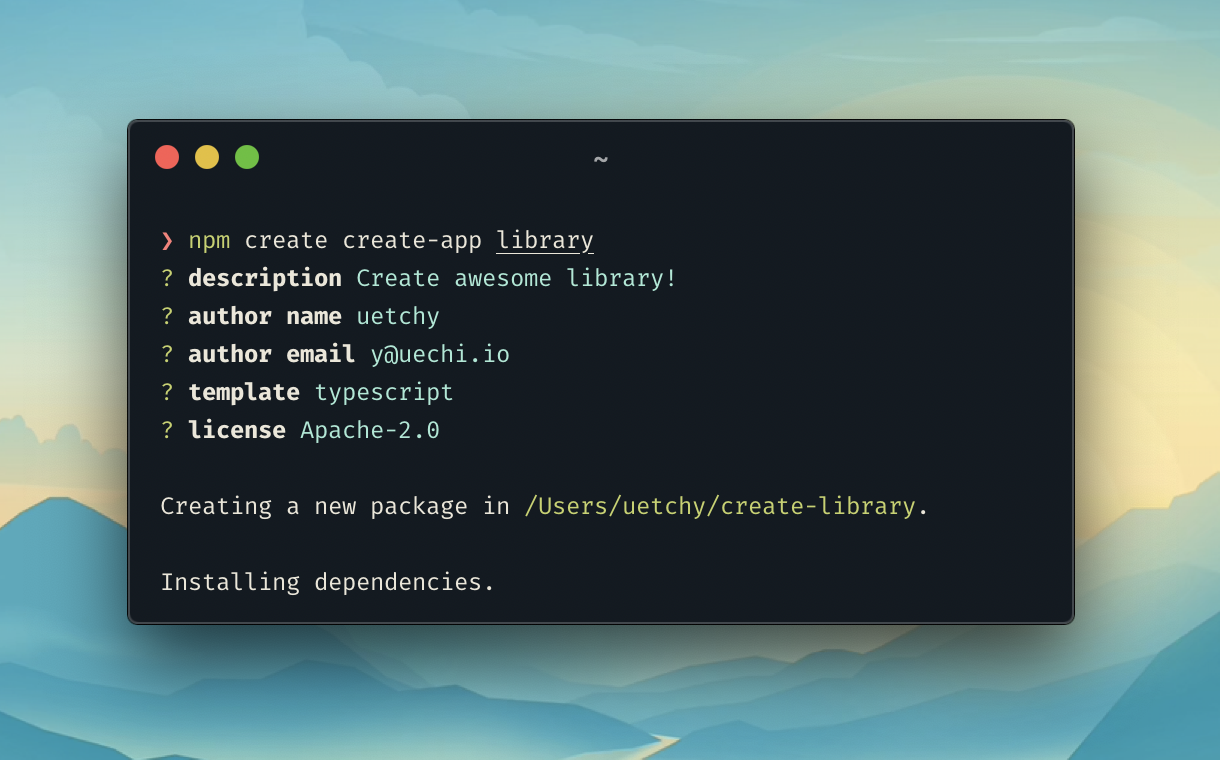 ~
❯ npm create create-app library
? description Create awesome library!
? author name uetchy
? author email y@uechi.io
? template typescript
? license Apache-2.0
Creating a new package in /Users/uetchy/create-library.
Installing dependencies.